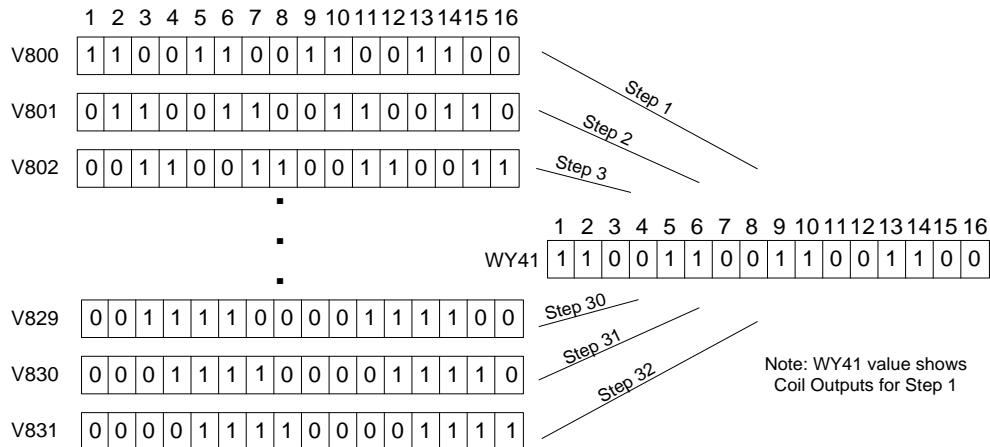 1 2 3 4 5 6 7 8 9 10 11 12 13 14 15 16
V800 1 1 0 0 1 1 0 0 1 1 0 0 1 1 0 0
Step 1
V801 0 1 1 0 0 1 1 0 0 1 1 0 0 1 1 0
Step 2
V802 0 0 1 1 0 0 1 1 0 0 1 1 0 0 1 1
Step 3
1 2 3 4 5 6 7 8 9 10 11 12 13 14 15 16
WY41 1 1 0 0 1 1 0 0 1 1 0 0 1 1 0 0
V829 0 0 1 1 1 1 0 0 0 0 1 1 1 1 0 0
Step 30
V830 0 0 0 1 1 1 1 0 0 0 0 1 1 1 1 0
Step 31
V831 0 0 0 0 1 1 1 1 0 0 0 0 1 1 1 1
Step 32
Note: WY41 value shows
Coil Outputs for Step 1